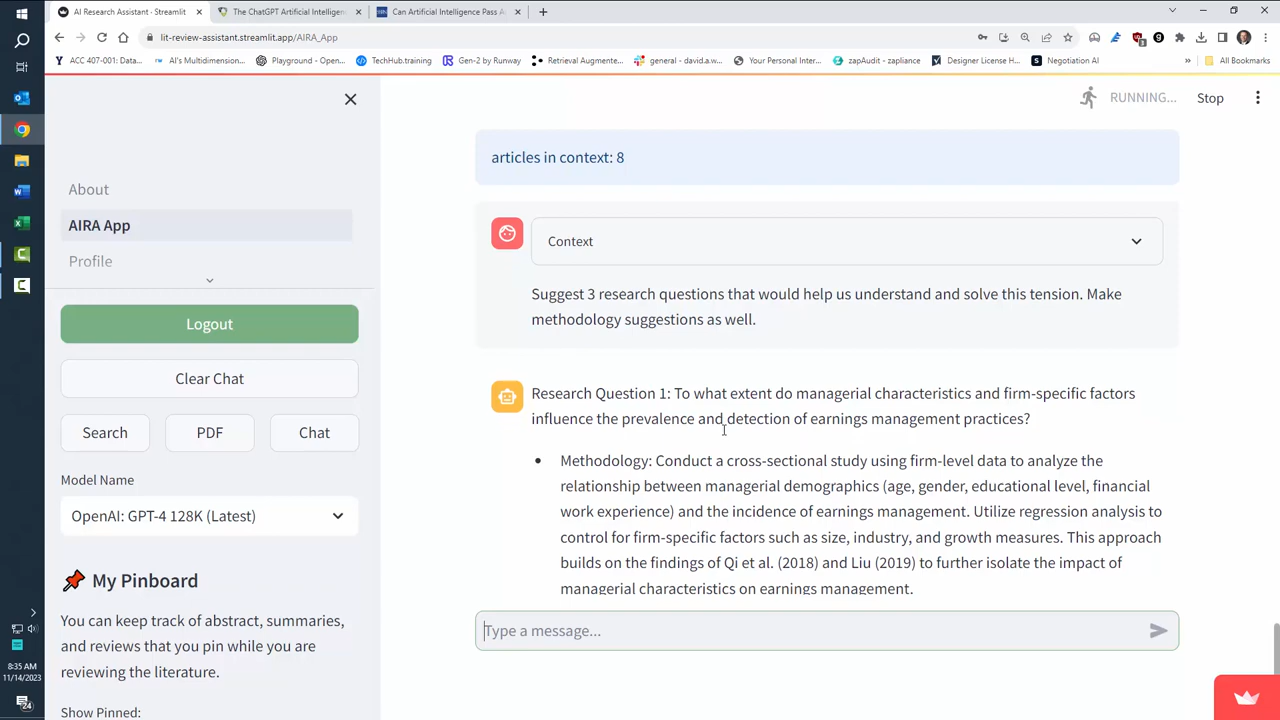 AI Research Assistant · Streamlit
The ChatGPT Artificial Intelligenc
Can Artificial Intelligence Pass A
lit-review-assistant.streamlit.app/AIRA_App
ACC 407-001: Data...
AI's Multidimension...
Playground - Open...
TechHub.training
Gen-2 by Runway
Retrieval Augmente...
general - david.a.w...
Your Personal Inter...
zapAudit - zapliance
Designer License H...
Negotiation AI
»
All Bookmarks
RUNNING...
Stop
About
AIRA App
Profile
Logout
Clear Chat
Search
PDF
Chat
Model Name
OpenAI: GPT-4 128K (Latest)
My Pinboard
You can keep track of abstract, summaries,
and reviews that you pin while you are
reviewing the literature.
Show Pinned:
articles in context: 8
Context
Suggest 3 research questions that would help us understand and solve this tension. Make
methodology suggestions as well.
Research Question 1: To what extent do managerial characteristics and firm-specific factors
influence the prevalence and detection of earnings management practices?
• Methodology: Conduct a cross-sectional study using firm-level data to analyze the
relationship between managerial demographics (age, gender, educational level, financial
work experience) and the incidence of earnings management. Utilize regression analysis to
control for firm-specific factors such as size, industry, and growth measures. This approach
builds on the findings of Qi et al. (2018) and Liu (2019) to further isolate the impact of
managerial characteristics on earnings management.
Type a message...
8:35 AM
11/14/2023
24